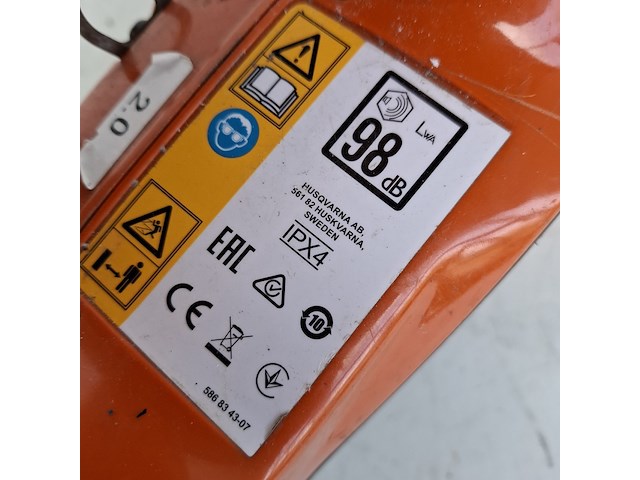 2.0
98
LWA
dB
HUSQVARNA AB,
561 82 HUSKVARNA,
SWEDEN
IPX4
EAC
CE
10
586 83 43-07